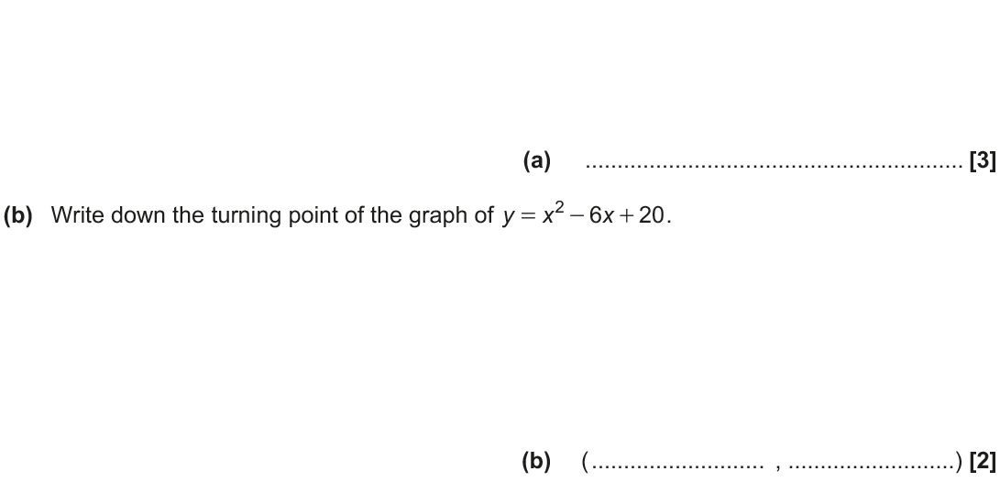 (a) ........................................................... [3]
(b) Write down the turning point of the graph of y = x² – 6x + 20.
(b) (........................... , ..........................) [2]